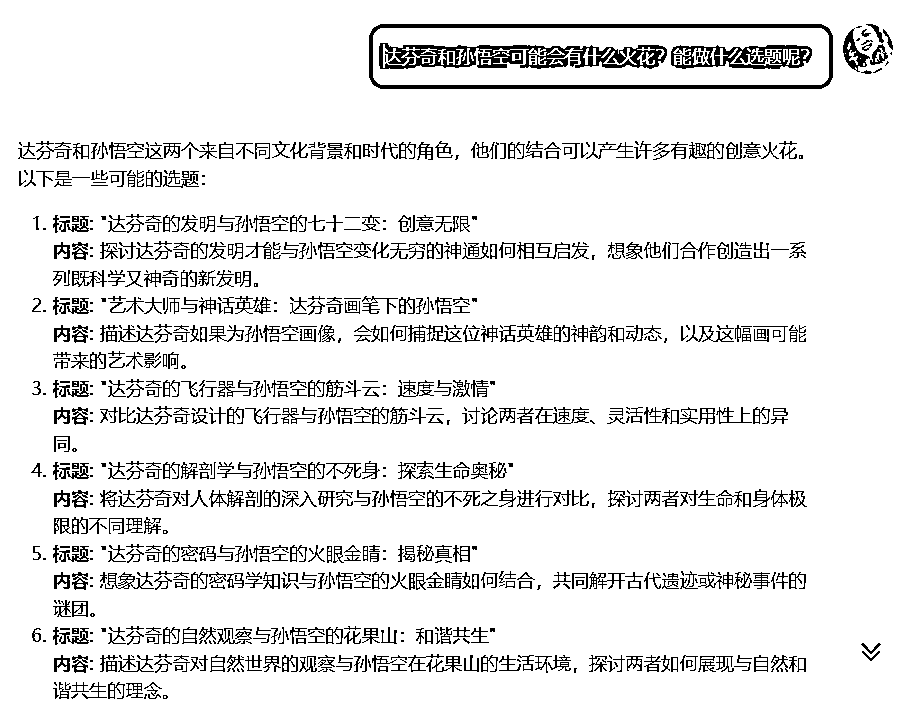 达芬奇和孙悟空可能会有什么火花？能做什么选题呢？
达芬奇和孙悟空这两个来自不同文化背景和时代的角色，他们的结合可以产生许多有趣的创意火花。
以下是一些可能的选题：
1. 标题: "达芬奇的发明与孙悟空的七十二变：创意无限"
内容: 探讨达芬奇的发明才能与孙悟空变化无穷的神通如何相互启发，想象他们合作创造出一系
列既科学又神奇的新发明。
2. 标题: "艺术大师与神话英雄：达芬奇画笔下的孙悟空"
内容: 描述达芬奇如果为孙悟空画像，会如何捕捉这位神话英雄的神韵和动态，以及这幅画可能
带来的艺术影响。
3. 标题: "达芬奇的飞行器与孙悟空的筋斗云：速度与激情"
内容: 对比达芬奇设计的飞行器与孙悟空的筋斗云，讨论两者在速度、灵活性和实用性上的异
同。
4. 标题: "达芬奇的解剖学与孙悟空的不死身：探索生命奥秘"
内容: 将达芬奇对人体解剖的深入研究与孙悟空的不死之身进行对比，探讨两者对生命和身体极
限的不同理解。
5. 标题: "达芬奇的密码与孙悟空的火眼金睛：揭秘真相"
内容: 想象达芬奇的密码学知识与孙悟空的火眼金睛如何结合，共同解开古代遗迹或神秘事件的
谜团。
6. 标题: "达芬奇的自然观察与孙悟空的花果山：和谐共生"
内容: 描述达芬奇对自然世界的观察与孙悟空在花果山的生活环境，探讨两者如何展现与自然和
谐共生的理念。